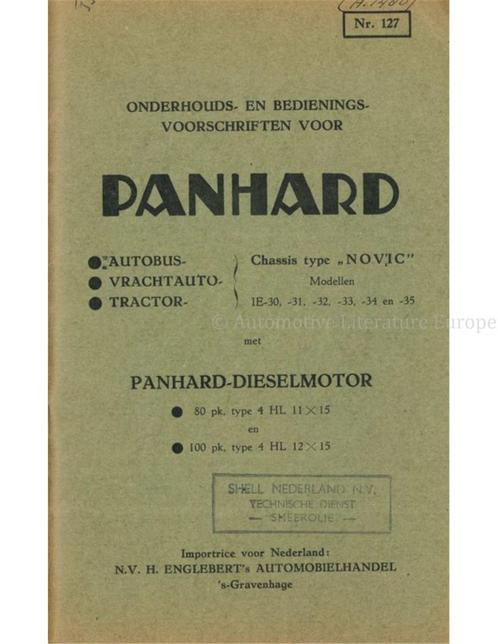 Nr. 127
ONDERHOUDS- EN BEDIENINGS-
VOORSCHRIFTEN VOOR
PANHARD
● AUTOBUS-
● VRACHTAUTO-
● TRACTOR-
Chassis type „NOVIC"
Modellen
1E-30, -31, -32, -33, -34 en -35
© Automotive Literature Europe
met
PANHARD-DIESELMOTOR
● 80 pk, type 4 HL 11×15
en
● 100 pk, type 4 HL 12×15
SHELL NEDERLAND N.V.
TECHNISCHE DIENST
— SMEEROLIE —
Importrice voor Nederland:
N.V. H. ENGLEBERT's AUTOMOBIELHANDEL
's-Gravenhage